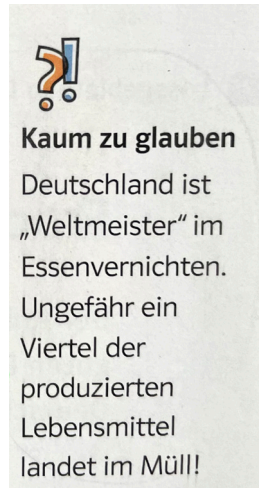 ?!
Kaum zu glauben
Deutschland ist
„Weltmeister“ im
Essenvernichten.
Ungefähr ein
Viertel der
produzierten
Lebensmittel
landet im Müll!